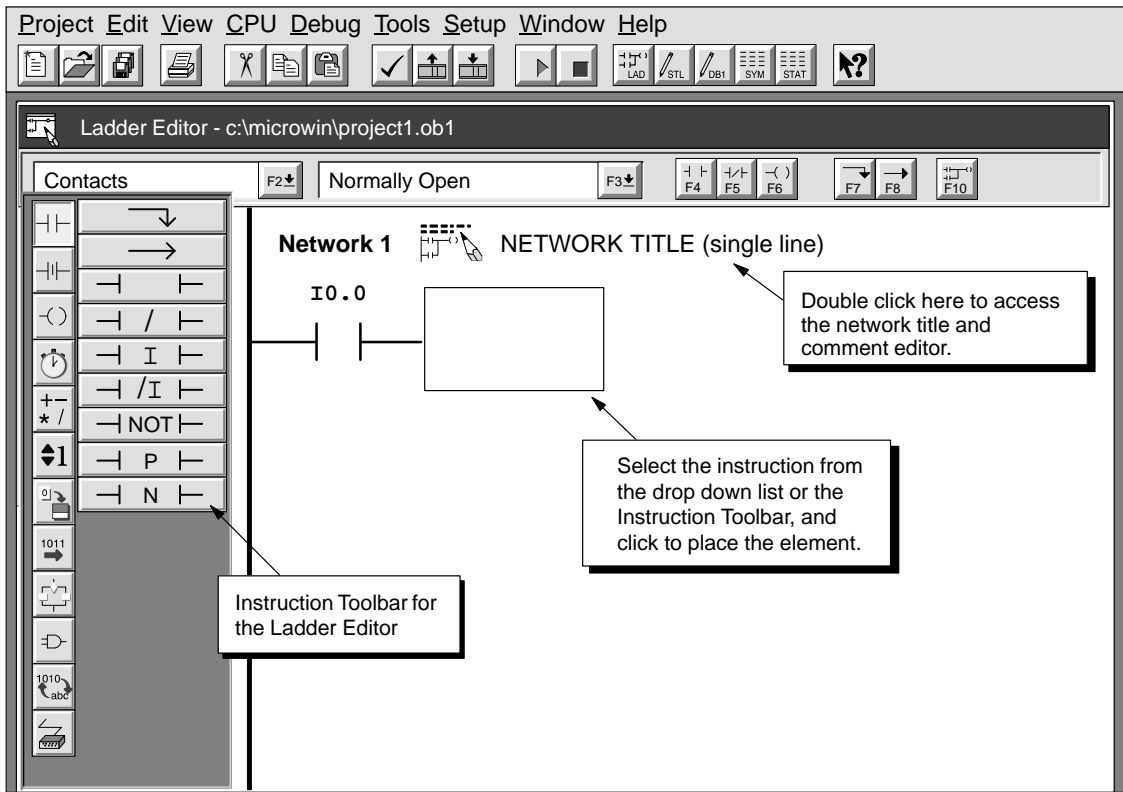 Project Edit View CPU Debug Tools Setup Window Help
LAD STL DB1 SYM STAT
Ladder Editor - c:\microwin\project1.ob1
Contacts F2 Normally Open F3 F4 F5 F6 F7 F8 F10
Network 1 NETWORK TITLE (single line)
I0.0
Double click here to access
the network title and
comment editor.
/
I
/I
NOT
P
N
+−
* /
1
0
1011
1010
abc
Select the instruction from
the drop down list or the
Instruction Toolbar, and
click to place the element.
Instruction Toolbar for
the Ladder Editor